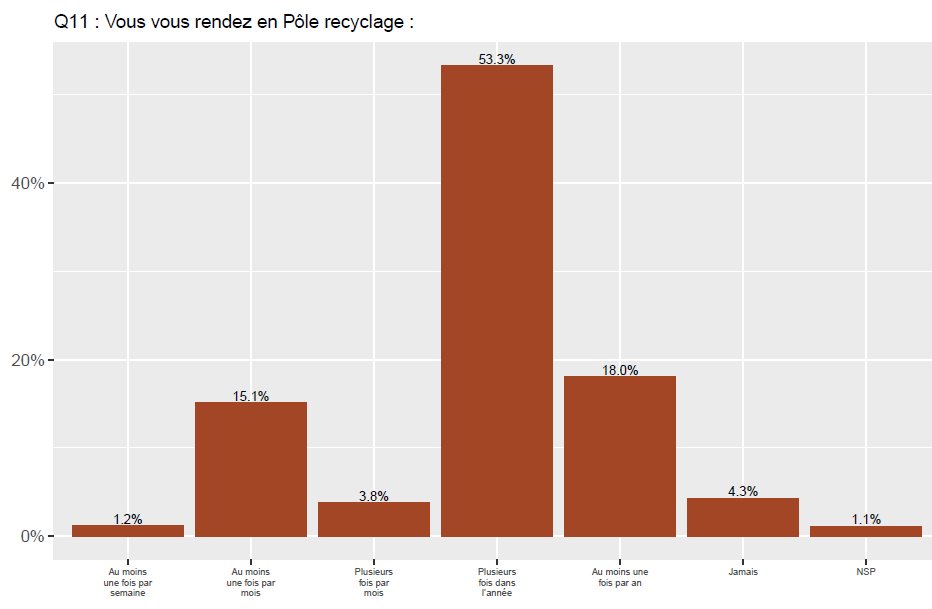 Q11 : Vous vous rendez en Pôle recyclage :
53.3%
40%
20%
18.0%
15.1%
3.8%
4.3%
1.2%
1.1%
0%
Au moins
une fois par
semaine
Au moins
une fois par
mois
Plusieurs
fois par
mois
Plusieurs
fois dans
l'année
Au moins une
fois par an
Jamais
NSP